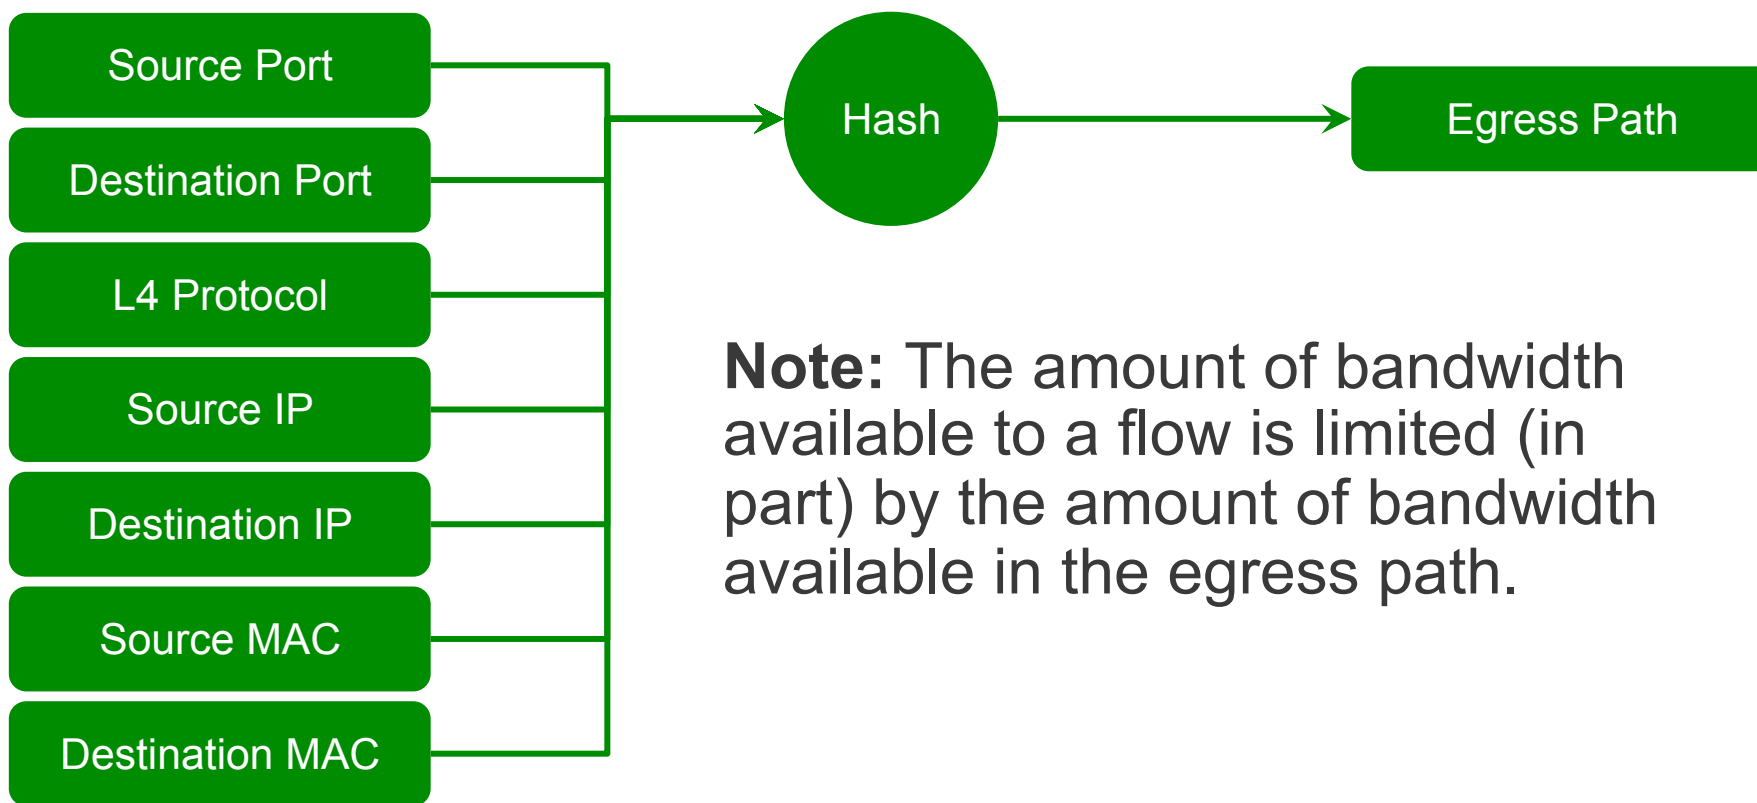 Source Port
Destination Port
L4 Protocol
Source IP
Destination IP
Source MAC
Destination MAC
Hash
Egress Path
Note: The amount of bandwidth
available to a flow is limited (in
part) by the amount of bandwidth
available in the egress path.